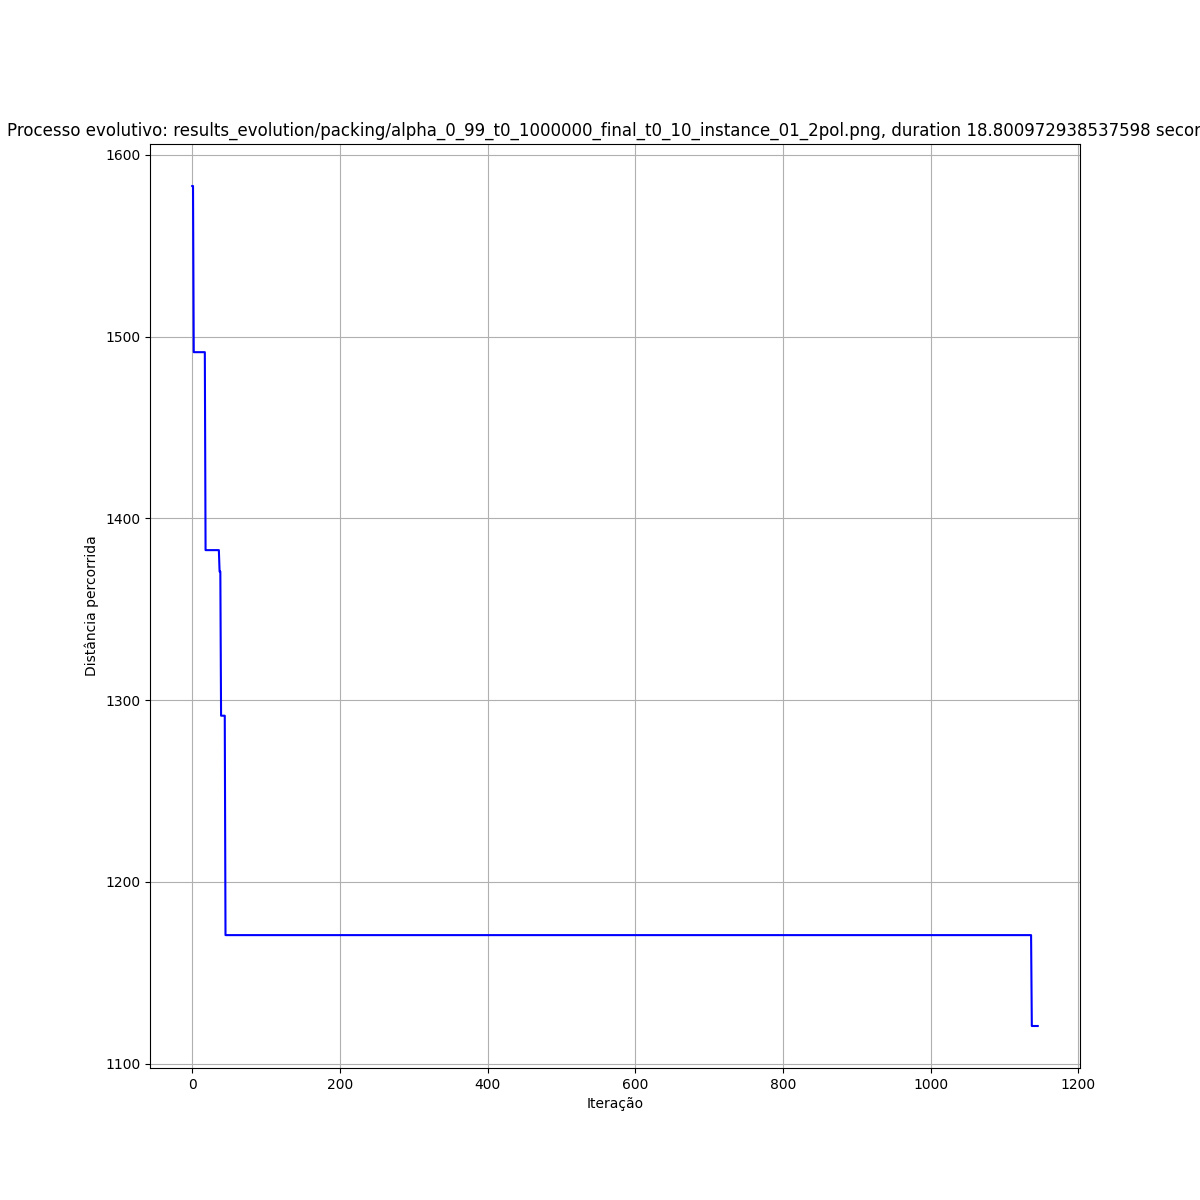 Processo evolutivo: results_evolution/packing/alpha_0_99_t0_1000000_final_t0_10_instance_01_2pol.png, duration 18.800972938537598 secor
1600
1500
1400
1300
1200
1100
Distância percorrida
0 200 400 600 800 1000 1200
Iteração